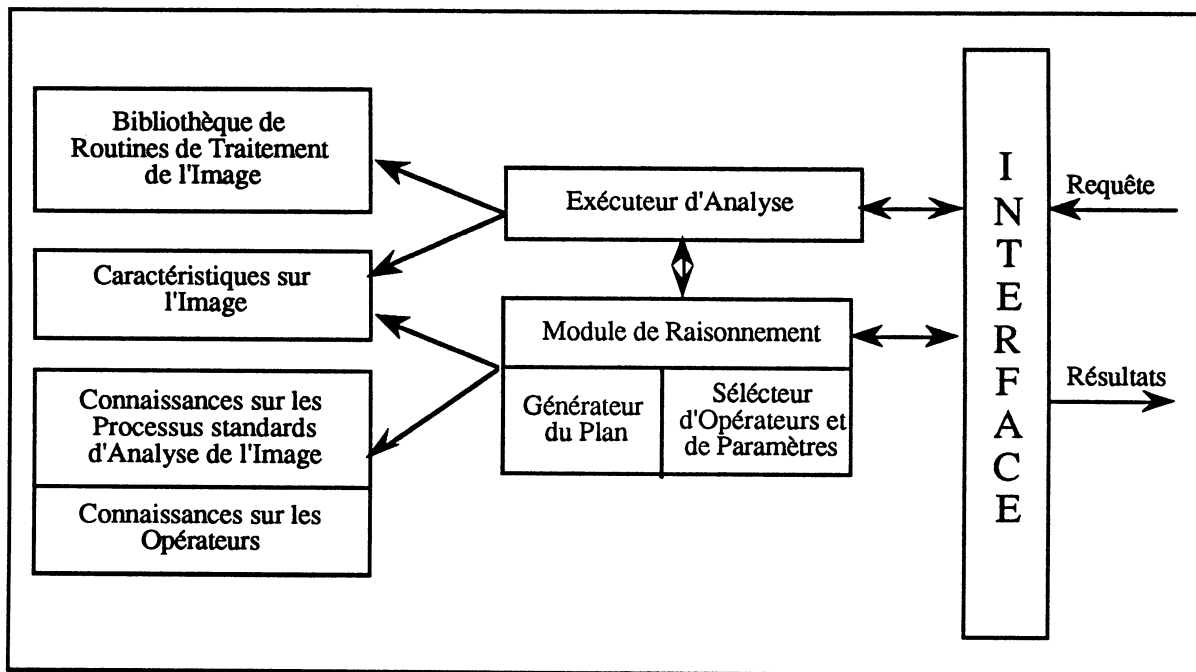 Bibliothèque de
Routines de Traitement
de l'Image
Caractéristiques sur
l'Image
Connaissances sur les
Processus standards
d'Analyse de l'Image
Connaissances sur les
Opérateurs
Exécuteur d'Analyse
Module de Raisonnement
Générateur
du Plan
Sélécteur
d'Opérateurs et
de Paramètres
INTERFACE
Requête
Résultats